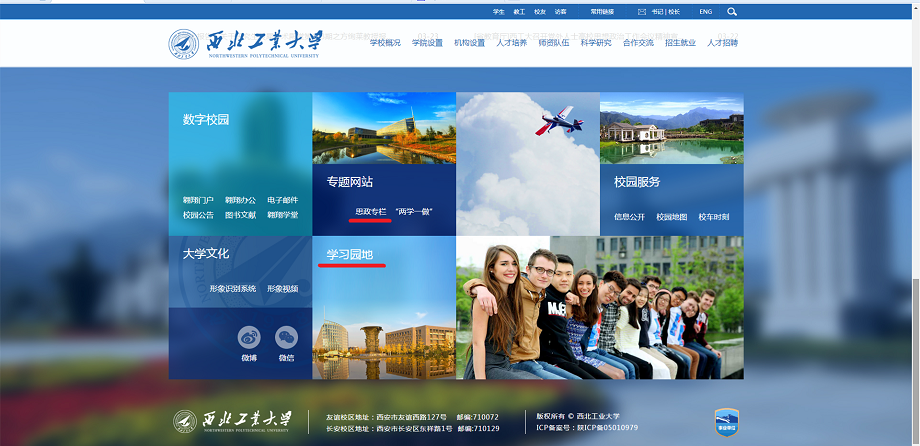 学生 教工 校友 访客 常用链接 书记 | 校长 ENG
西北工业大学
NORTHWESTERN POLYTECHNICAL UNIVERSITY
学校概况 学院设置 机构设置 人才培养 师资队伍 科学研究 合作交流 招生就业 人才招聘
数字校园
翱翔门户 翱翔办公 电子邮件
校园公告 图书文献 翱翔学堂
专题网站
思政专栏 "两学一做"
校园服务
信息公开 校园地图 校车时刻
大学文化
形象识别系统 形象视频
微博 微信
学习园地
西北工业大学
NORTHWESTERN POLYTECHNICAL UNIVERSITY
友谊校区地址：西安市友谊西路127号 邮编:710072
长安校区地址：西安市长安区东祥路1号 邮编:710129
版权所有 © 西北工业大学
ICP备案号：陕ICP备05010979
事业单位